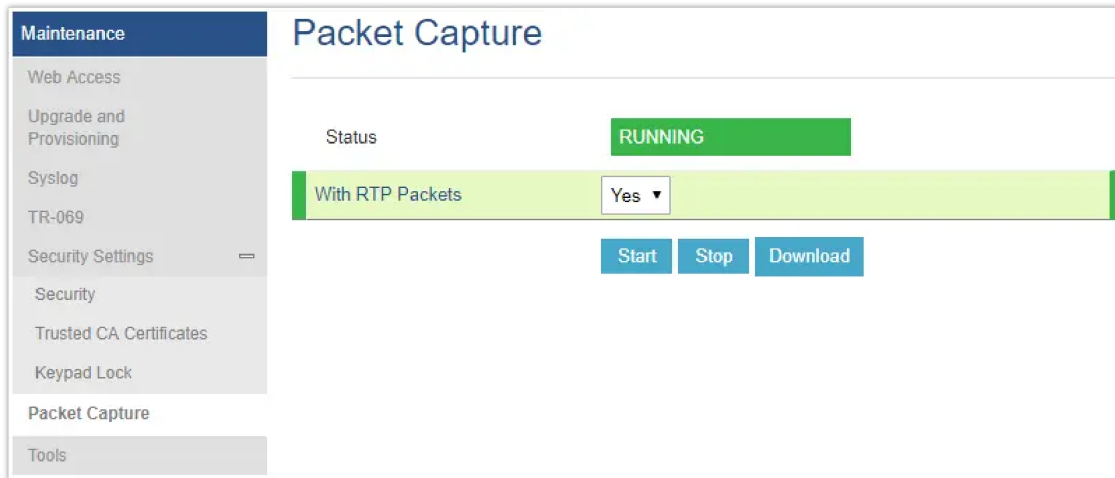 Maintenance
Web Access
Upgrade and
Provisioning
Syslog
TR-069
Security Settings
Security
Trusted CA Certificates
Keypad Lock
Packet Capture
Tools
Packet Capture
Status RUNNING
With RTP Packets Yes
Start Stop Download